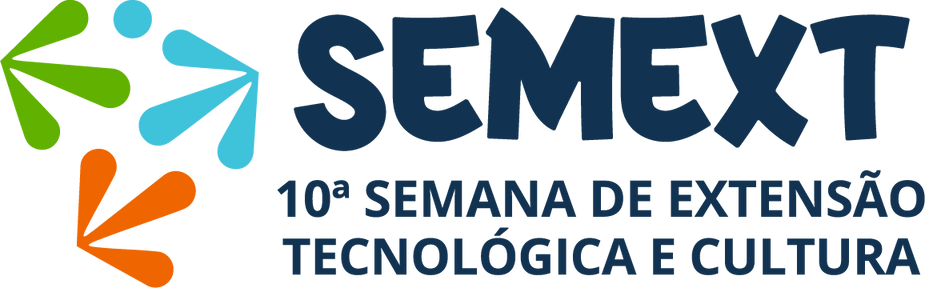 SEMEXT
10ª SEMANA DE EXTENSÃO
TECNOLÓGICA E CULTURA